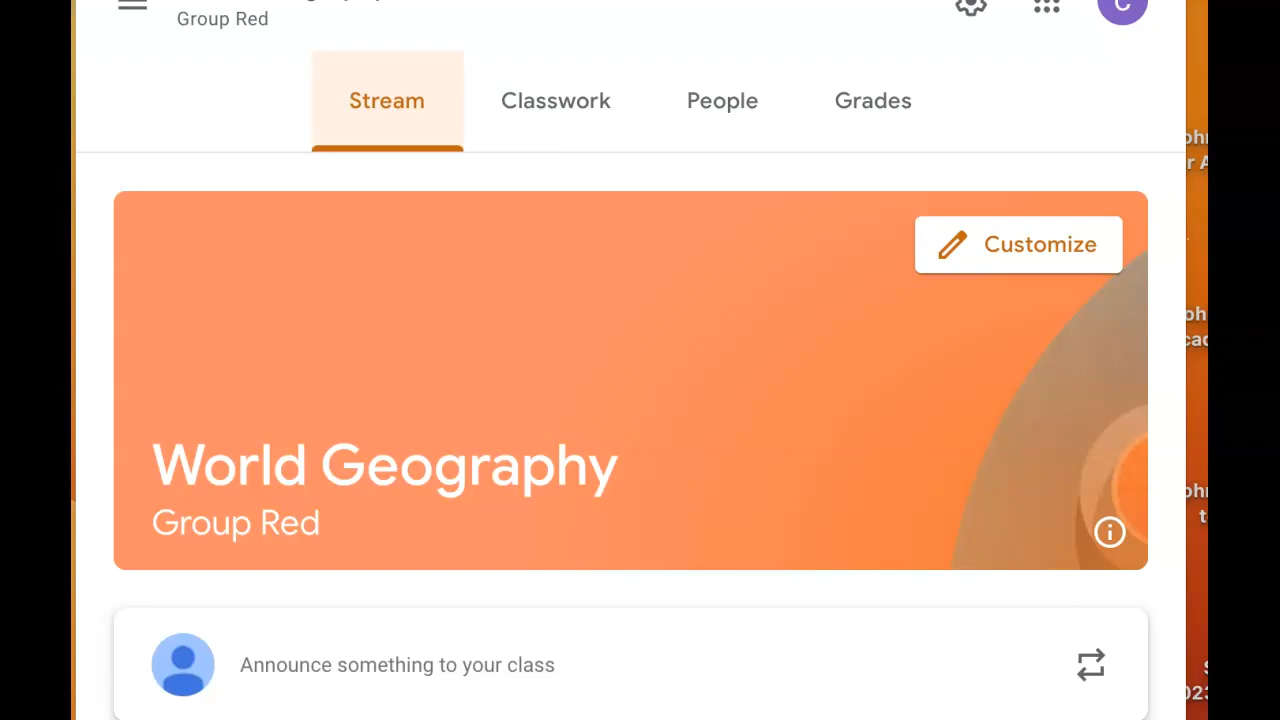 Group Red
C
Stream
Classwork
People
Grades
Customize
World Geography
Group Red
Announce something to your class